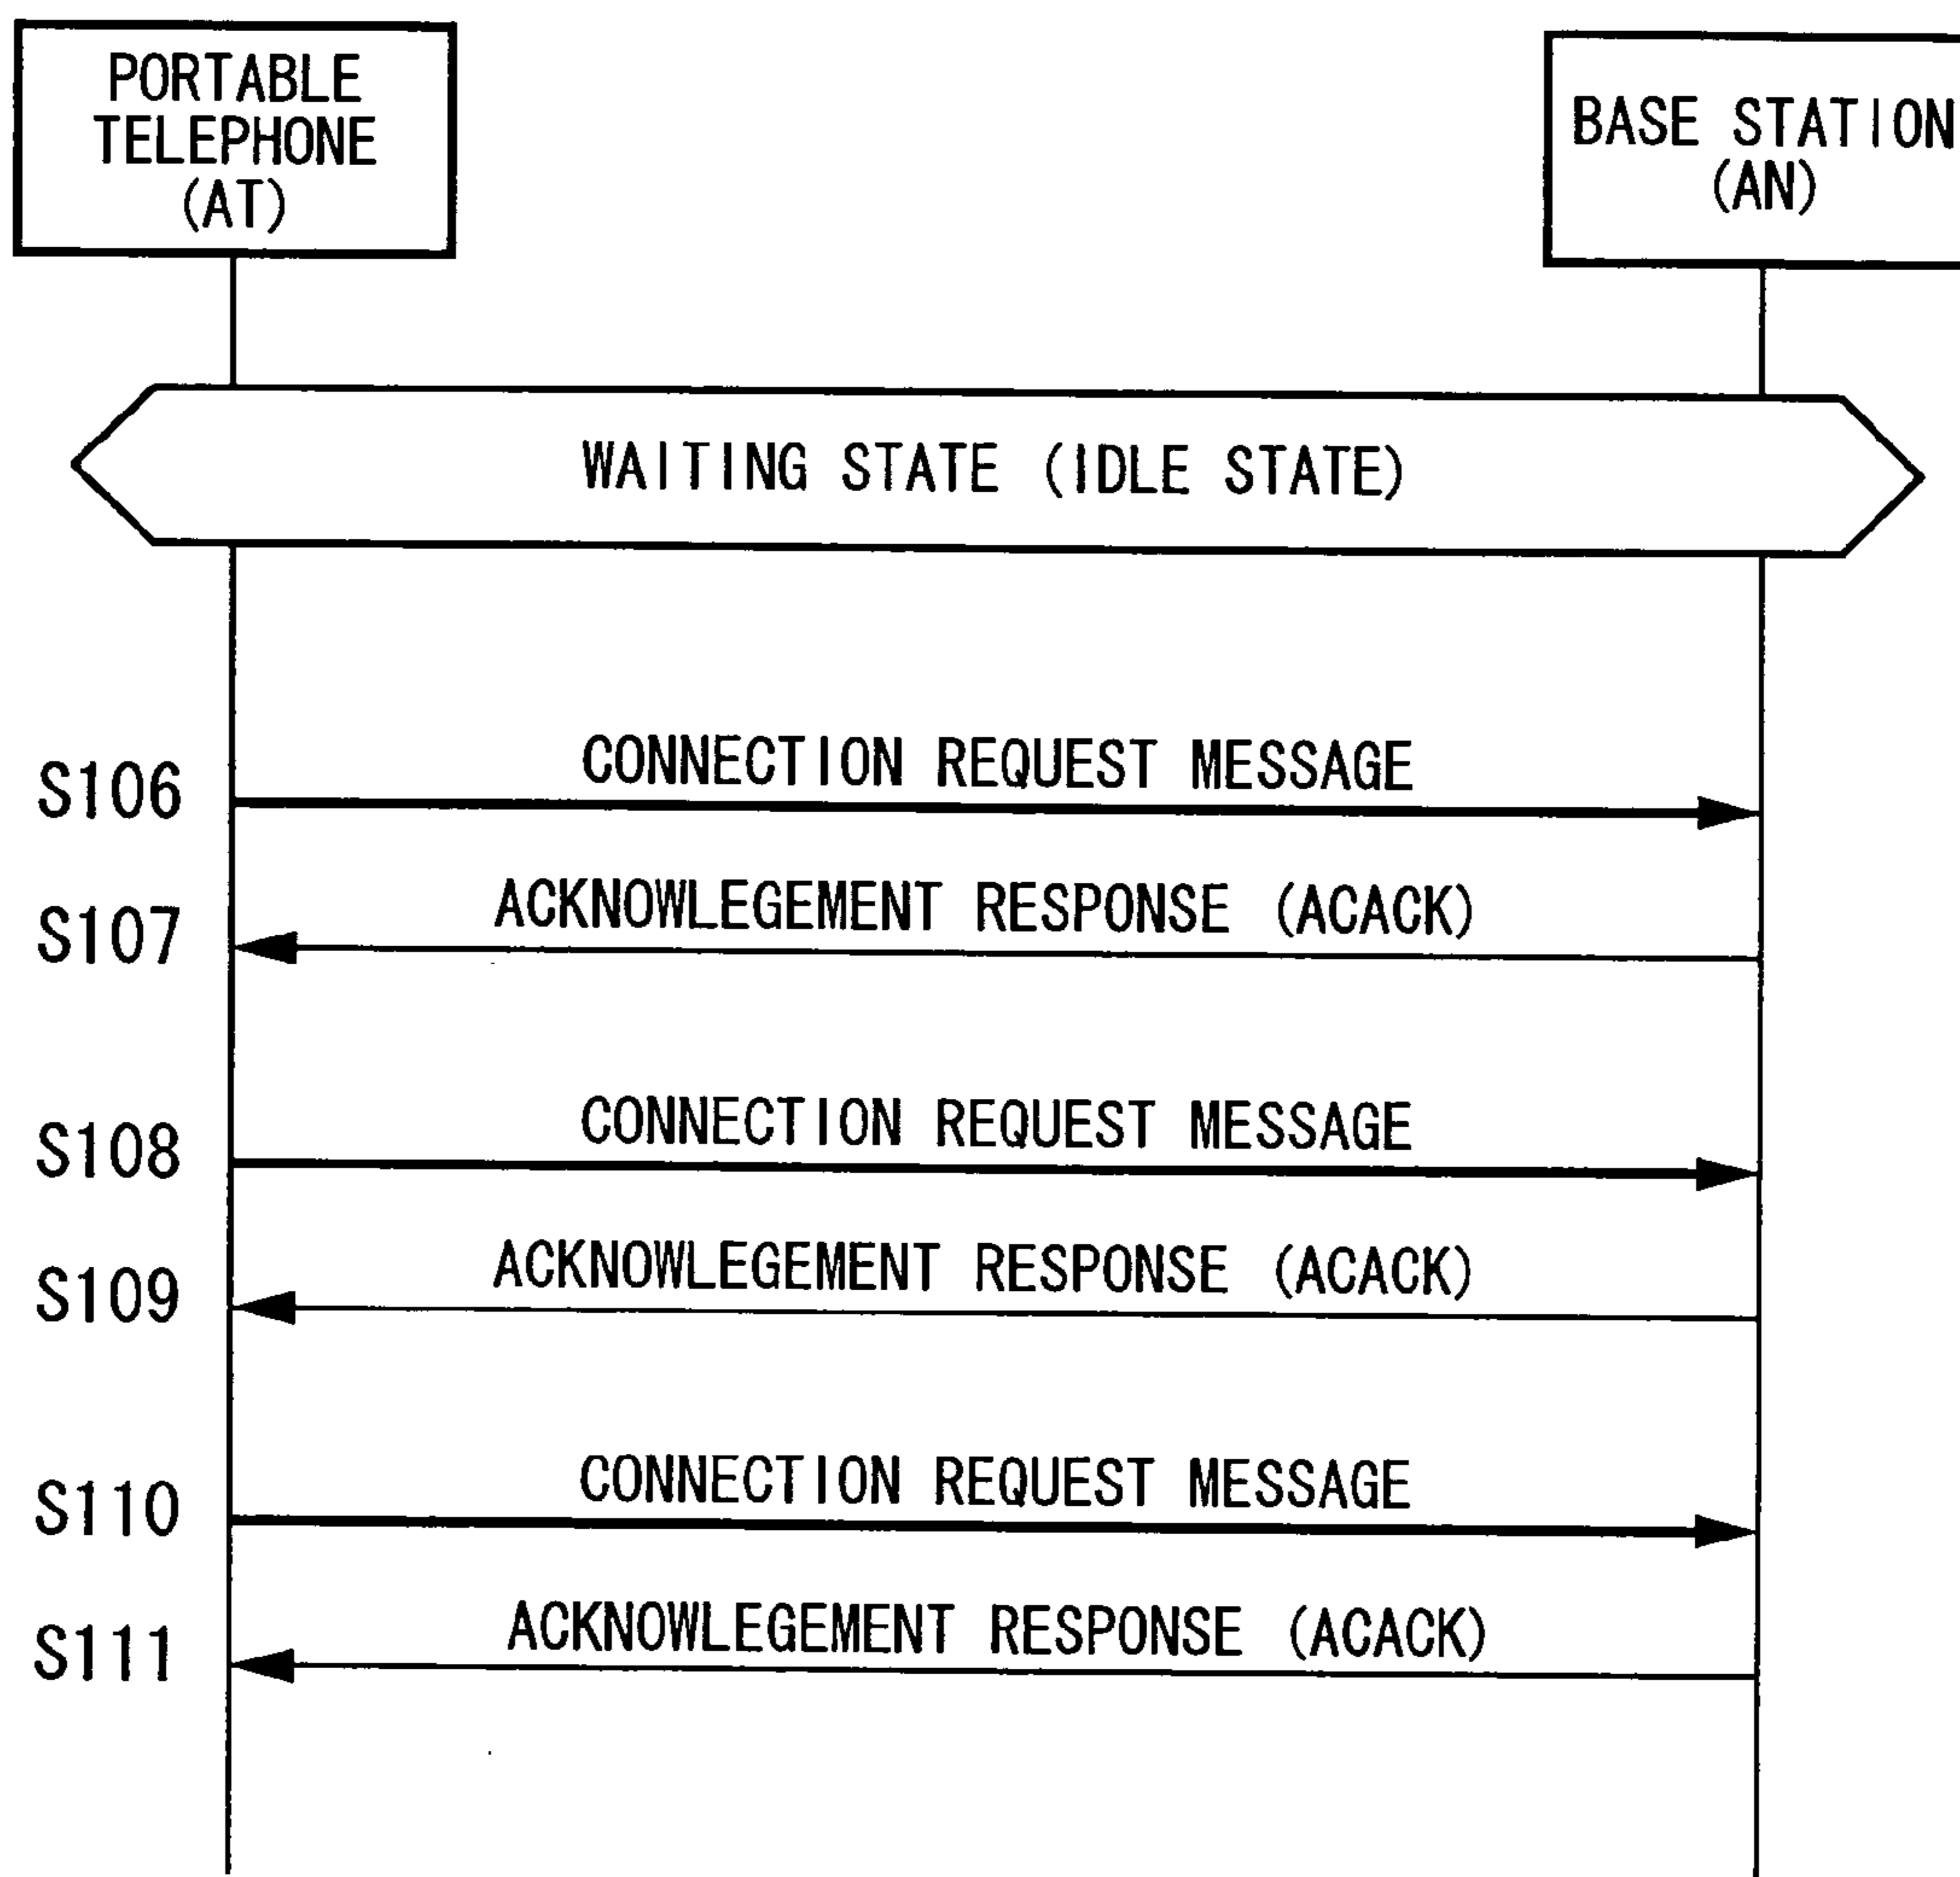 PORTABLE
TELEPHONE
(AT)
BASE STATION
(AN)
WAITING STATE (IDLE STATE)
CONNECTION REQUEST MESSAGE
S106
ACKNOWLEGEMENT RESPONSE (ACACK)
S107
CONNECTION REQUEST MESSAGE
S108
ACKNOWLEGEMENT RESPONSE (ACACK)
S109
CONNECTION REQUEST MESSAGE
S110
ACKNOWLEGEMENT RESPONSE (ACACK)
S111